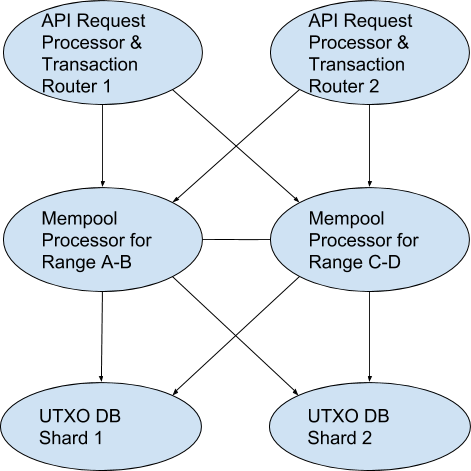 API Request
Processor &
Transaction
Router 1
API Request
Processor &
Transaction
Router 2
Mempool
Processor for
Range A-B
Mempool
Processor for
Range C-D
UTXO DB
Shard 1
UTXO DB
Shard 2